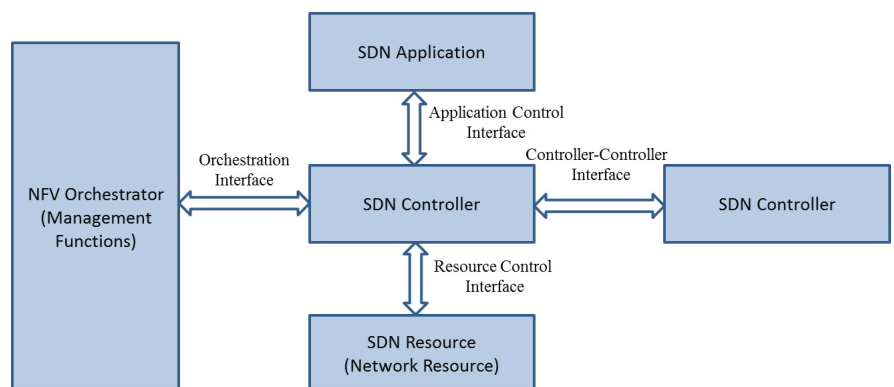 SDN Application
Application Control
Interface
Orchestration
Interface
Controller-Controller
Interface
NFV Orchestrator
(Management
Functions)
SDN Controller
SDN Controller
Resource Control
Interface
SDN Resource
(Network Resource)